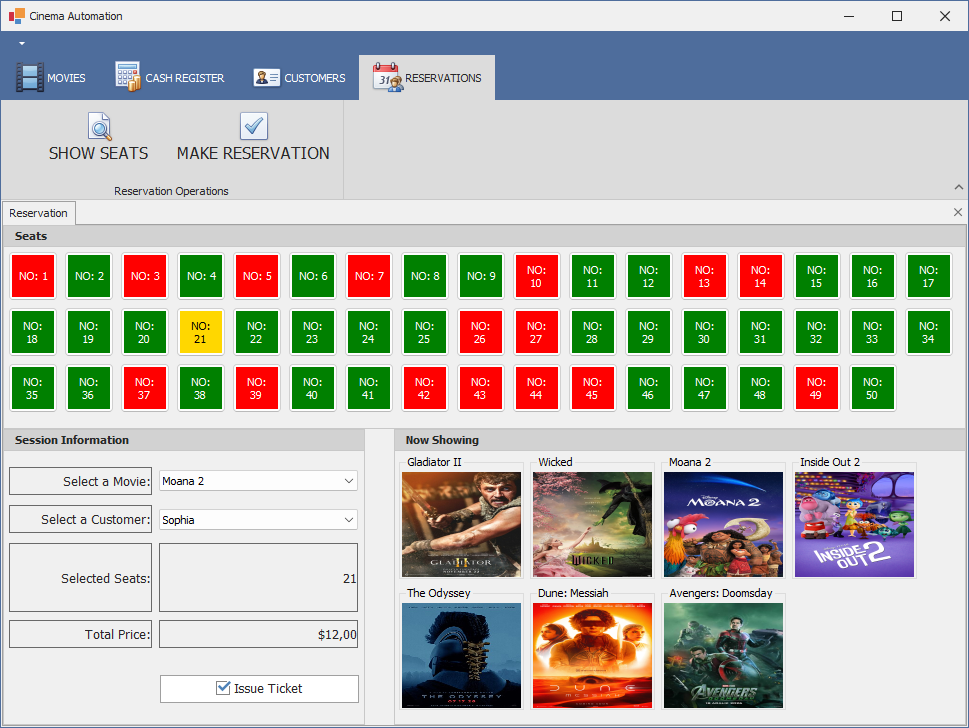 Cinema Automation
MOVIES
CASH REGISTER
CUSTOMERS
31
RESERVATIONS
SHOW SEATS
MAKE RESERVATION
Reservation Operations
Reservation
Seats
NO: 1
NO: 2
NO: 3
NO: 4
NO: 5
NO: 6
NO: 7
NO: 8
NO: 9
NO:
10
NO:
11
NO:
12
NO:
13
NO:
14
NO:
15
NO:
16
NO:
17
NO:
18
NO:
19
NO:
20
NO:
21
NO:
22
NO:
23
NO:
24
NO:
25
NO:
26
NO:
27
NO:
28
NO:
29
NO:
30
NO:
31
NO:
32
NO:
33
NO:
34
NO:
35
NO:
36
NO:
37
NO:
38
NO:
39
NO:
40
NO:
41
NO:
42
NO:
43
NO:
44
NO:
45
NO:
46
NO:
47
NO:
48
NO:
49
NO:
50
Session Information
Select a Movie:
Moana 2
Select a Customer:
Sophia
Selected Seats:
21
Total Price:
$12,00
Issue Ticket
Now Showing
Gladiator II
Wicked
Moana 2
Inside Out 2
GLADIATOR
II
WICKED
Disney
MOANA 2
INSIDE
OUT 2
The Odyssey
Dune: Messiah
Avengers: Doomsday
THE ODYSSEY
DUNE
MESSIAH
AVENGERS